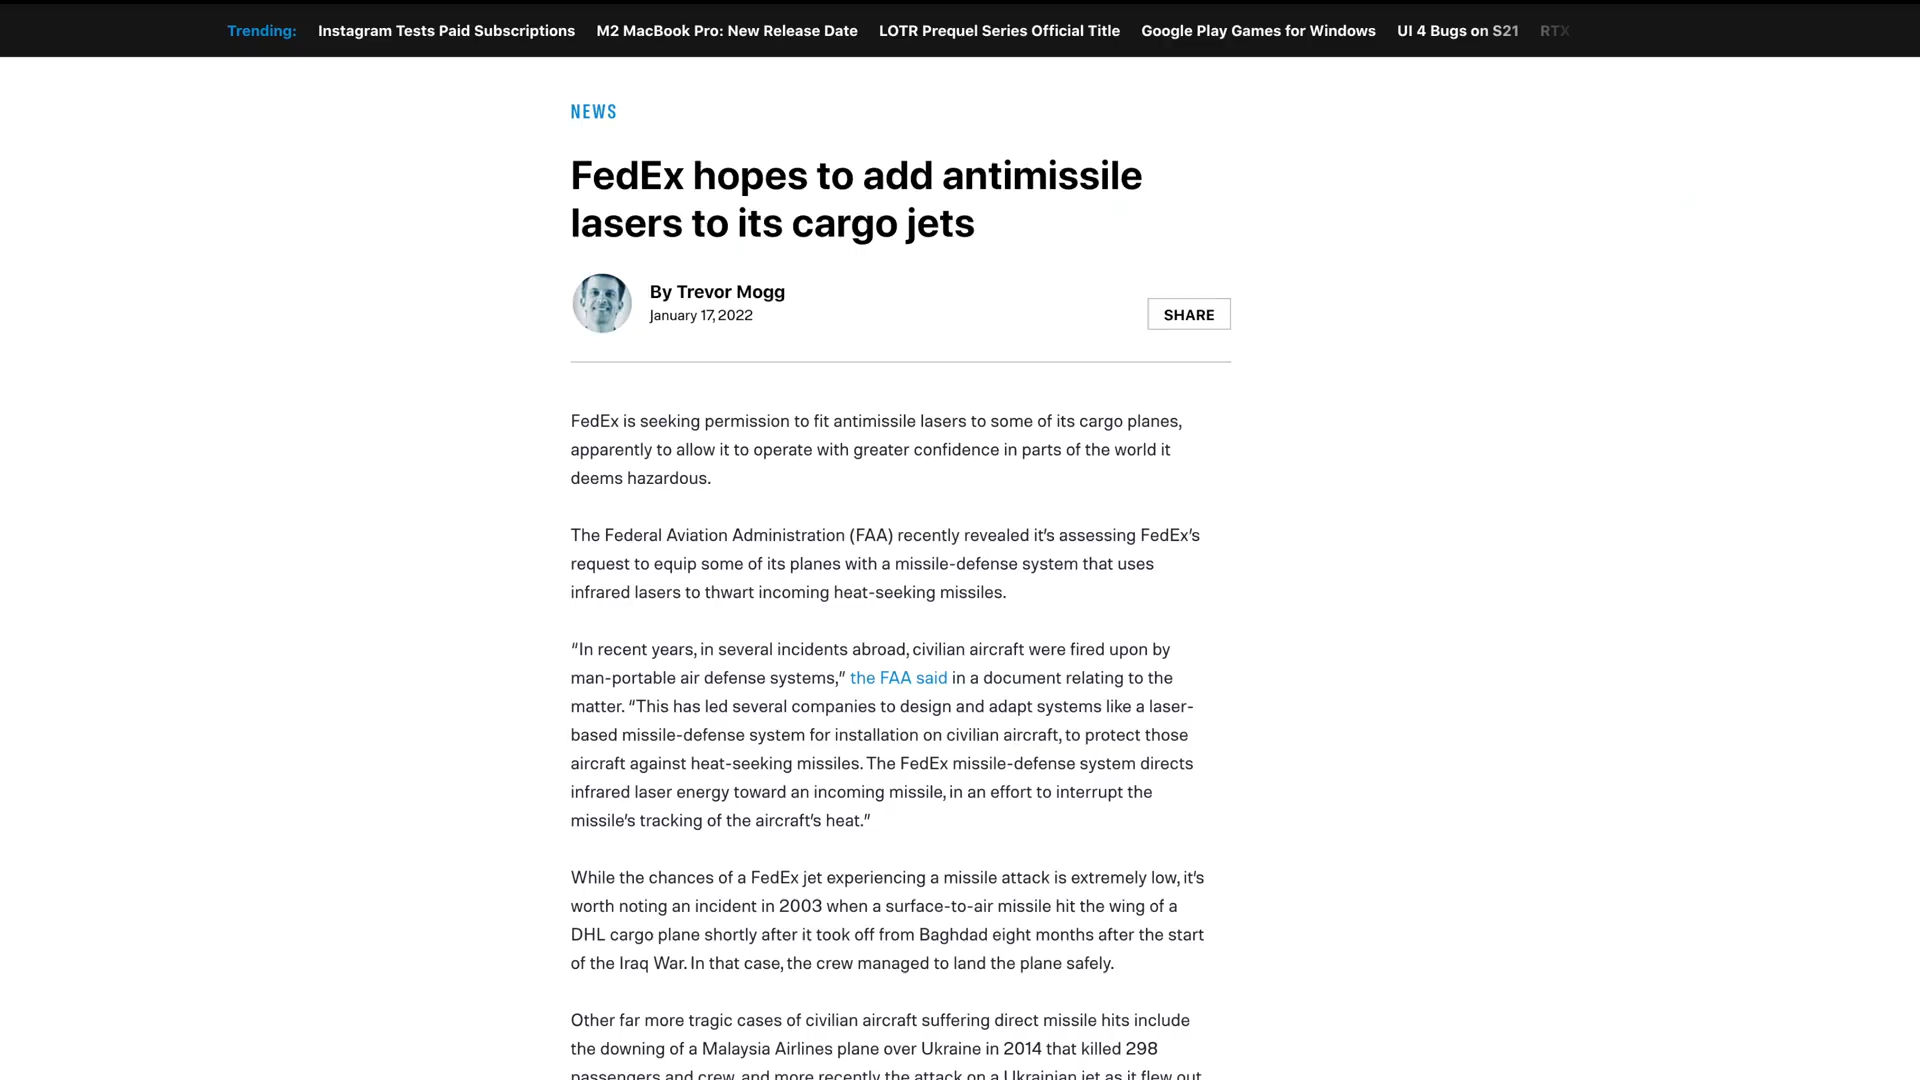 Trending: Instagram Tests Paid Subscriptions M2 MacBook Pro: New Release Date LOTR Prequel Series Official Title Google Play Games for Windows UI 4 Bugs on S21 RTX
NEWS
FedEx hopes to add antimissile
lasers to its cargo jets
By Trevor Mogg
January 17, 2022
SHARE
FedEx is seeking permission to fit antimissile lasers to some of its cargo planes,
apparently to allow it to operate with greater confidence in parts of the world it
deems hazardous.
The Federal Aviation Administration (FAA) recently revealed it’s assessing FedEx’s
request to equip some of its planes with a missile-defense system that uses
infrared lasers to thwart incoming heat-seeking missiles.
“In recent years, in several incidents abroad, civilian aircraft were fired upon by
man-portable air defense systems,” the FAA said in a document relating to the
matter. “This has led several companies to design and adapt systems like a laser-
based missile-defense system for installation on civilian aircraft, to protect those
aircraft against heat-seeking missiles. The FedEx missile-defense system directs
infrared laser energy toward an incoming missile, in an effort to interrupt the
missile’s tracking of the aircraft’s heat.”
While the chances of a FedEx jet experiencing a missile attack is extremely low, it’s
worth noting an incident in 2003 when a surface-to-air missile hit the wing of a
DHL cargo plane shortly after it took off from Baghdad eight months after the start
of the Iraq War. In that case, the crew managed to land the plane safely.
Other far more tragic cases of civilian aircraft suffering direct missile hits include
the downing of a Malaysia Airlines plane over Ukraine in 2014 that killed 298
passengers and crew, and more recently the attack on a Ukrainian jet as it flew out